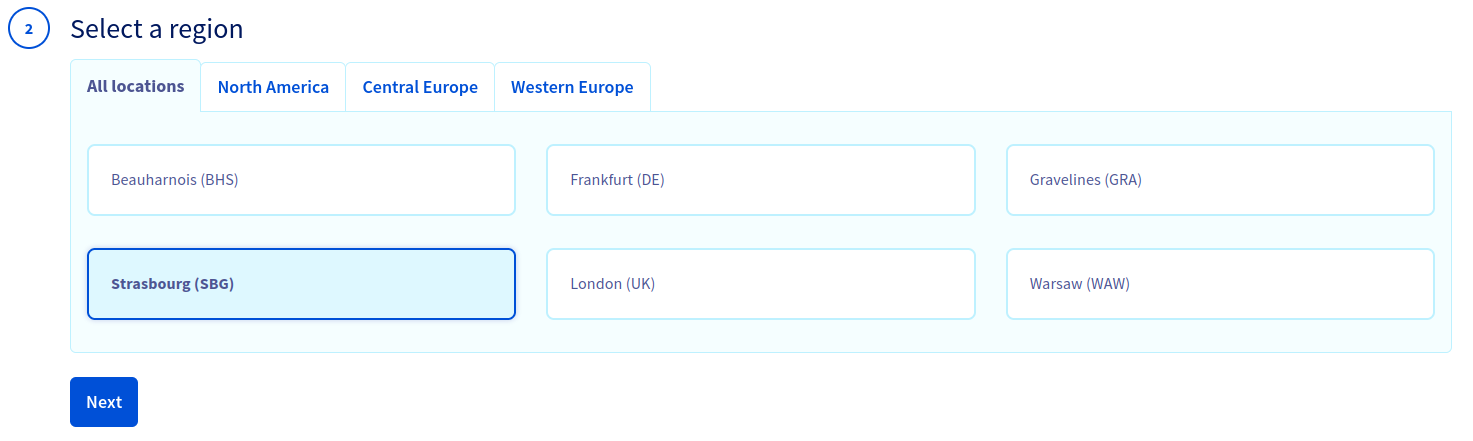 2
Select a region
All locations
North America
Central Europe
Western Europe
Beauharnois (BHS)
Frankfurt (DE)
Gravelines (GRA)
Strasbourg (SBG)
London (UK)
Warsaw (WAW)
Next